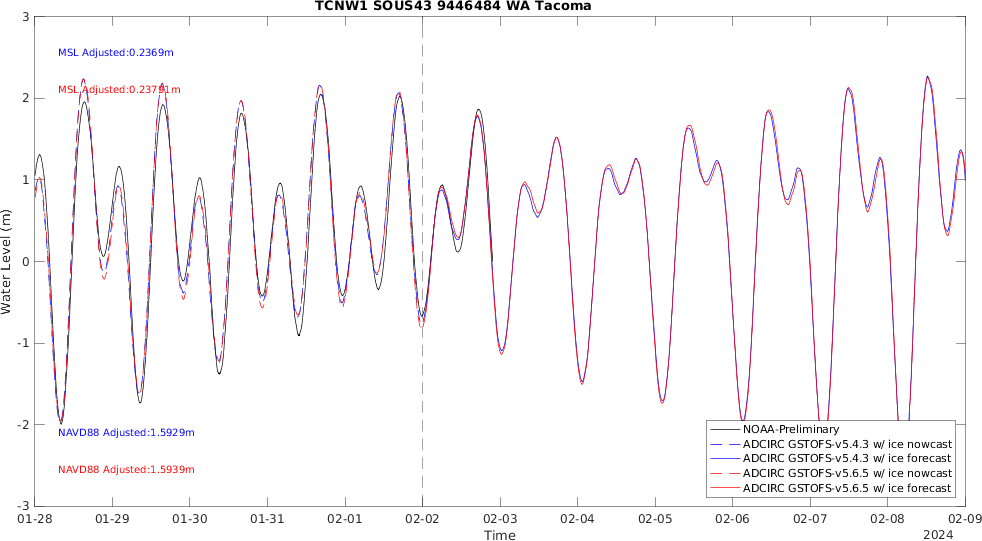 TCNW1 SOUS43 9446484 WA Tacoma
3
2
1
0
-1
-2
-3
Water Level (m)
MSL Adjusted:0.2369m
MSL Adjusted:0.23791m
NAVD88 Adjusted:1.5929m
NAVD88 Adjusted:1.5939m
NOAA-Preliminary
ADCIRC GSTOFS-v5.4.3 w/ ice nowcast
ADCIRC GSTOFS-v5.4.3 w/ ice forecast
ADCIRC GSTOFS-v5.6.5 w/ ice nowcast
ADCIRC GSTOFS-v5.6.5 w/ ice forecast
01-28 01-29 01-30 01-31 02-01 02-02 02-03 02-04 02-05 02-06 02-07 02-08 02-09
Time
2024